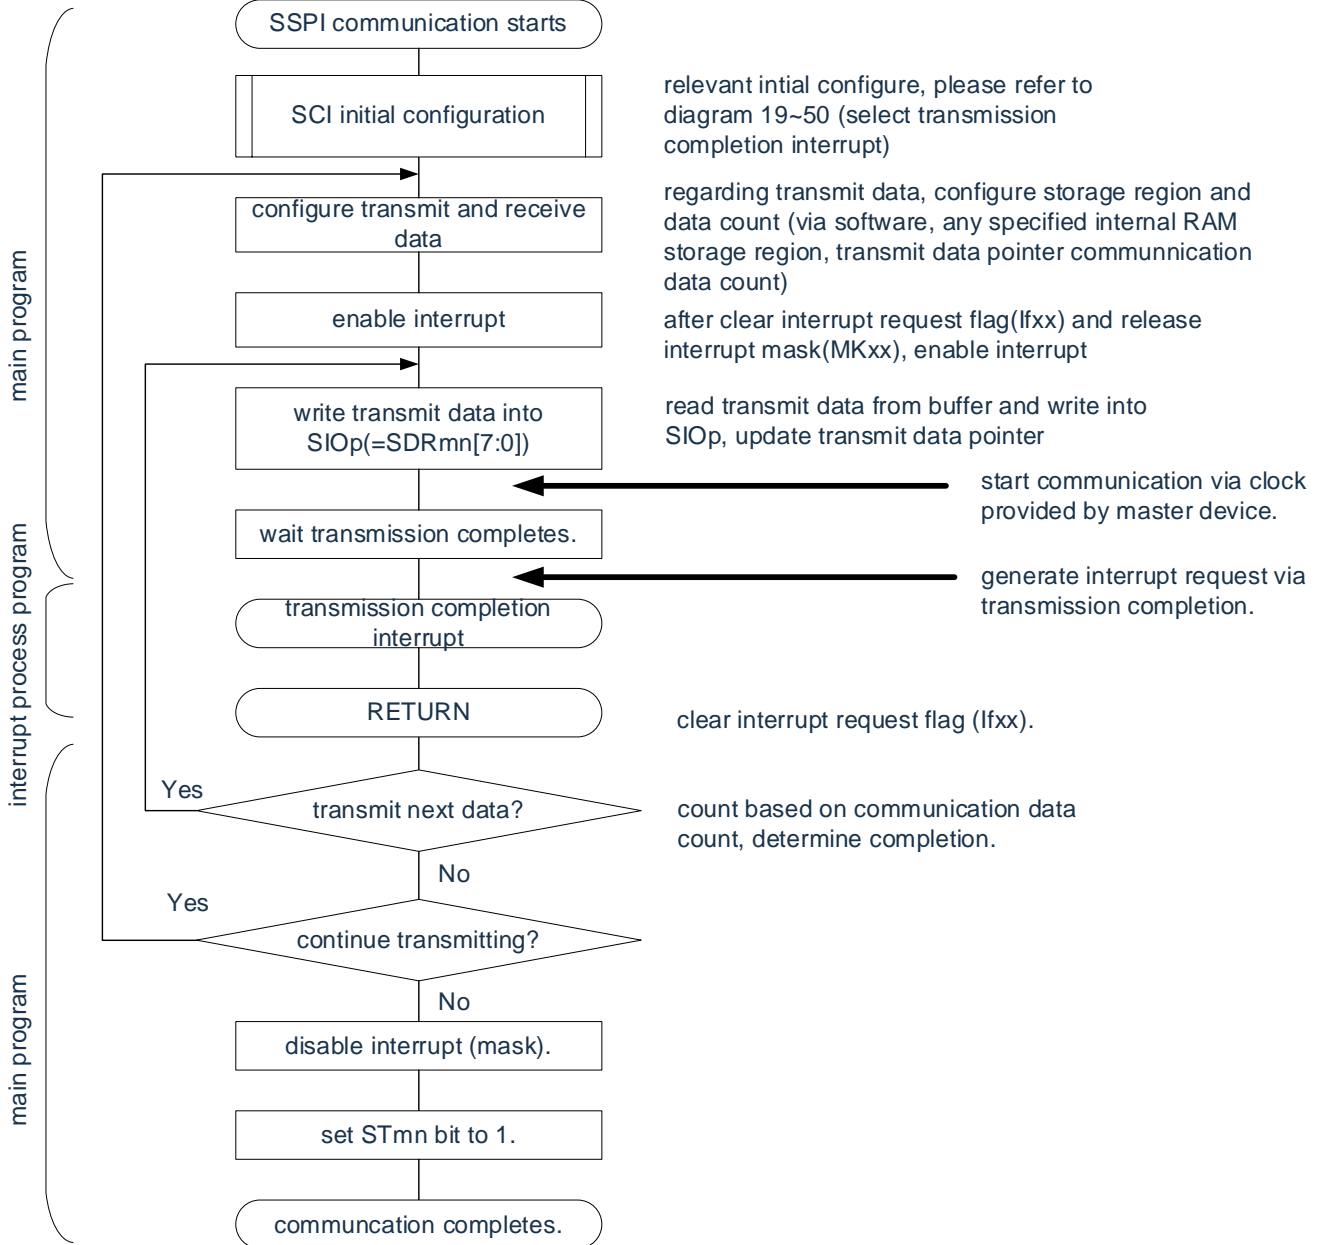 SSPI communication starts
SCI initial configuration
relevant intial configure, please refer to
diagram 19~50 (select transmission
completion interrupt)
configure transmit and receive
data
regarding transmit data, configure storage region and
data count (via software, any specified internal RAM
storage region, transmit data pointer communnication
data count)
main program
enable interrupt
after clear interrupt request flag(Ifxx) and release
interrupt mask(MKxx), enable interrupt
write transmit data into
SIOp(=SDRmn[7:0])
read transmit data from buffer and write into
SIOp, update transmit data pointer
start communication via clock
provided by master device.
wait transmission completes.
generate interrupt request via
transmission completion.
interrupt process program
transmission completion
interrupt
RETURN
clear interrupt request flag (Ifxx).
Yes
transmit next data?
count based on communication data
count, determine completion.
No
Yes
continue transmitting?
No
main program
disable interrupt (mask).
set STmn bit to 1.
communcation completes.